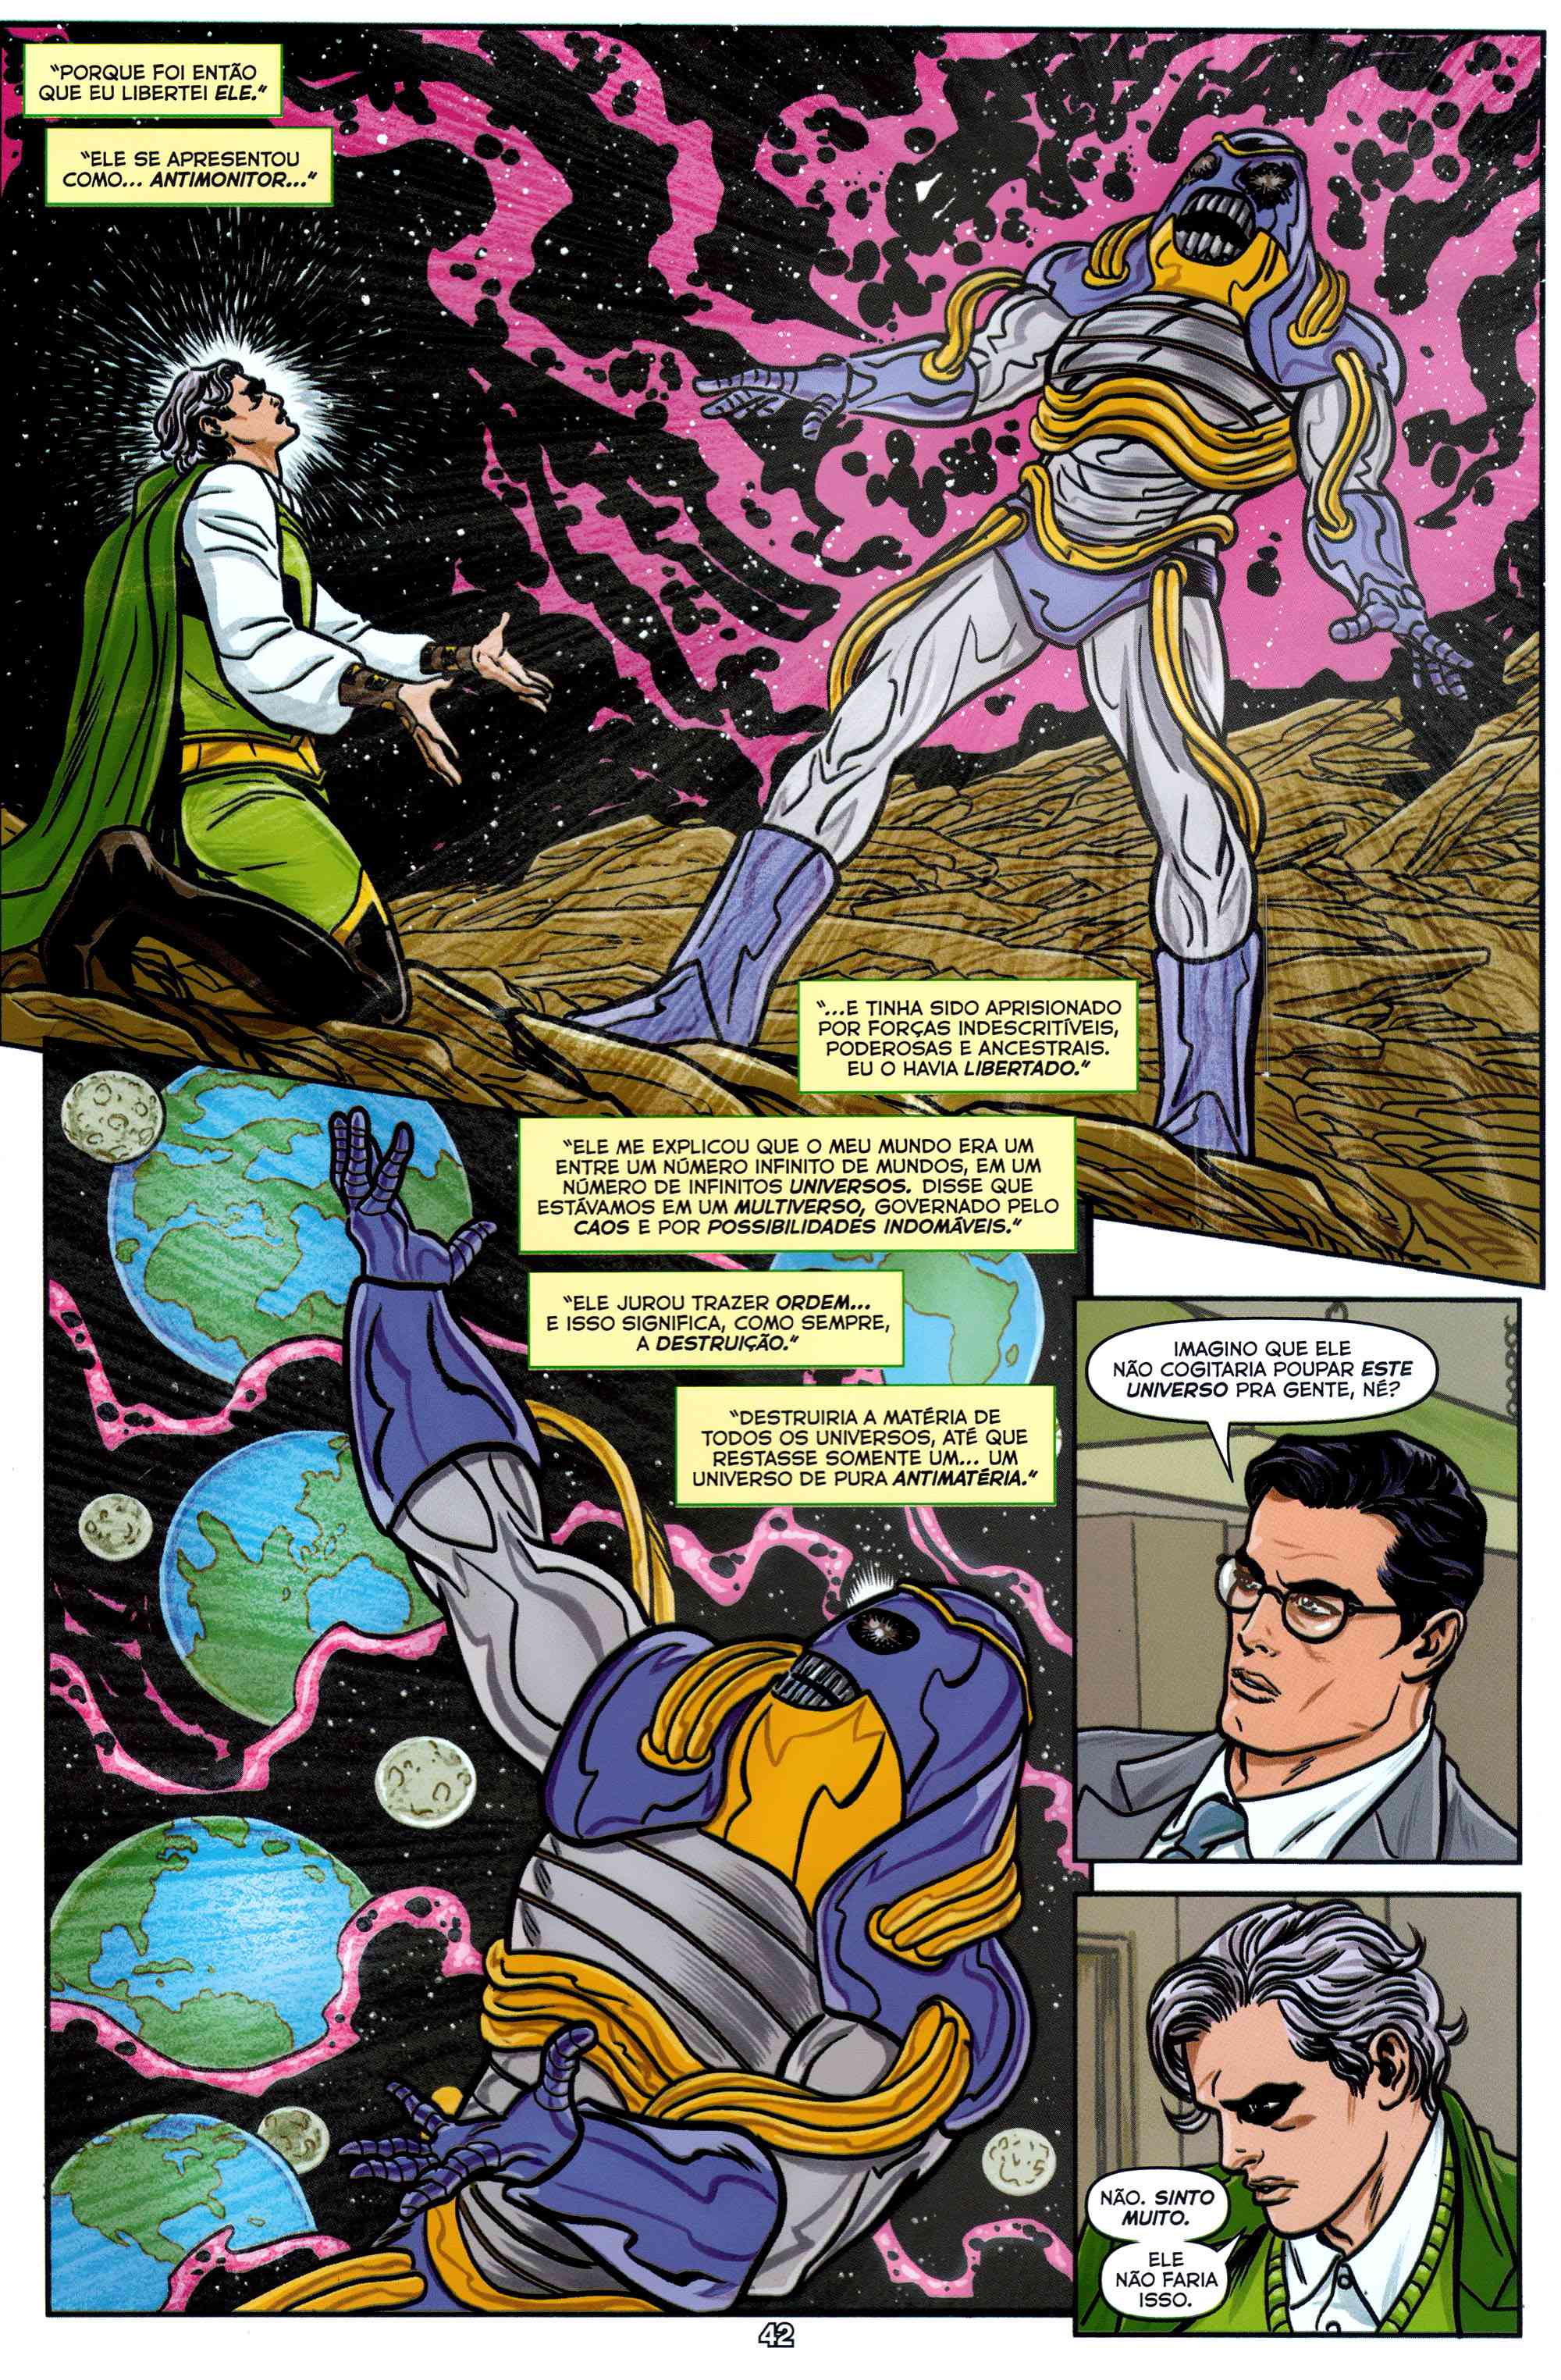 "PORQUE FOI ENTÃO
QUE EU LIBERTEI ELE."
"ELE SE APRESENTOU
COMO... ANTIMONITOR..."
"...E TINHA SIDO APRISIONADO
POR FORÇAS INDESCRITÍVEIS,
PODEROSAS E ANCESTRAIS.
EU O HAVIA LIBERTADO."
"ELE ME EXPLICOU QUE O MEU MUNDO ERA UM
ENTRE UM NÚMERO INFINITO DE MUNDOS, EM UM
NÚMERO DE INFINITOS UNIVERSOS. DISSE QUE
ESTÁVAMOS EM UM MULTIVERSO, GOVERNADO PELO
CAOS E POR POSSIBILIDADES INDOMÁVEIS."
"ELE JUROU TRAZER ORDEM...
E ISSO SIGNIFICA, COMO SEMPRE,
A DESTRUIÇÃO."
"DESTRUIRIA A MATÉRIA DE
TODOS OS UNIVERSOS, ATÉ QUE
RESTASSE SOMENTE UM... UM
UNIVERSO DE PURA ANTIMATÉRIA."
IMAGINO QUE ELE
NÃO COGITARIA POUPAR ESTE
UNIVERSO PRA GENTE, NÉ?
NÃO. SINTO
MUITO.
ELE
NÃO FARIA
ISSO.
42